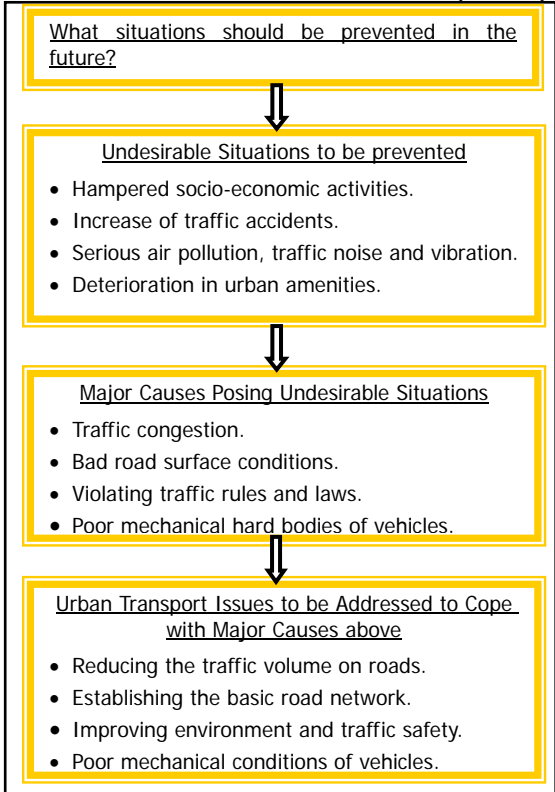 What situations should be prevented in the
future?
Undesirable Situations to be prevented
• Hampered socio-economic activities.
• Increase of traffic accidents.
• Serious air pollution, traffic noise and vibration.
• Deterioration in urban amenities.
Major Causes Posing Undesirable Situations
• Traffic congestion.
• Bad road surface conditions.
• Violating traffic rules and laws.
• Poor mechanical hard bodies of vehicles.
Urban Transport Issues to be Addressed to Cope
with Major Causes above
• Reducing the traffic volume on roads.
• Establishing the basic road network.
• Improving environment and traffic safety.
• Poor mechanical conditions of vehicles.